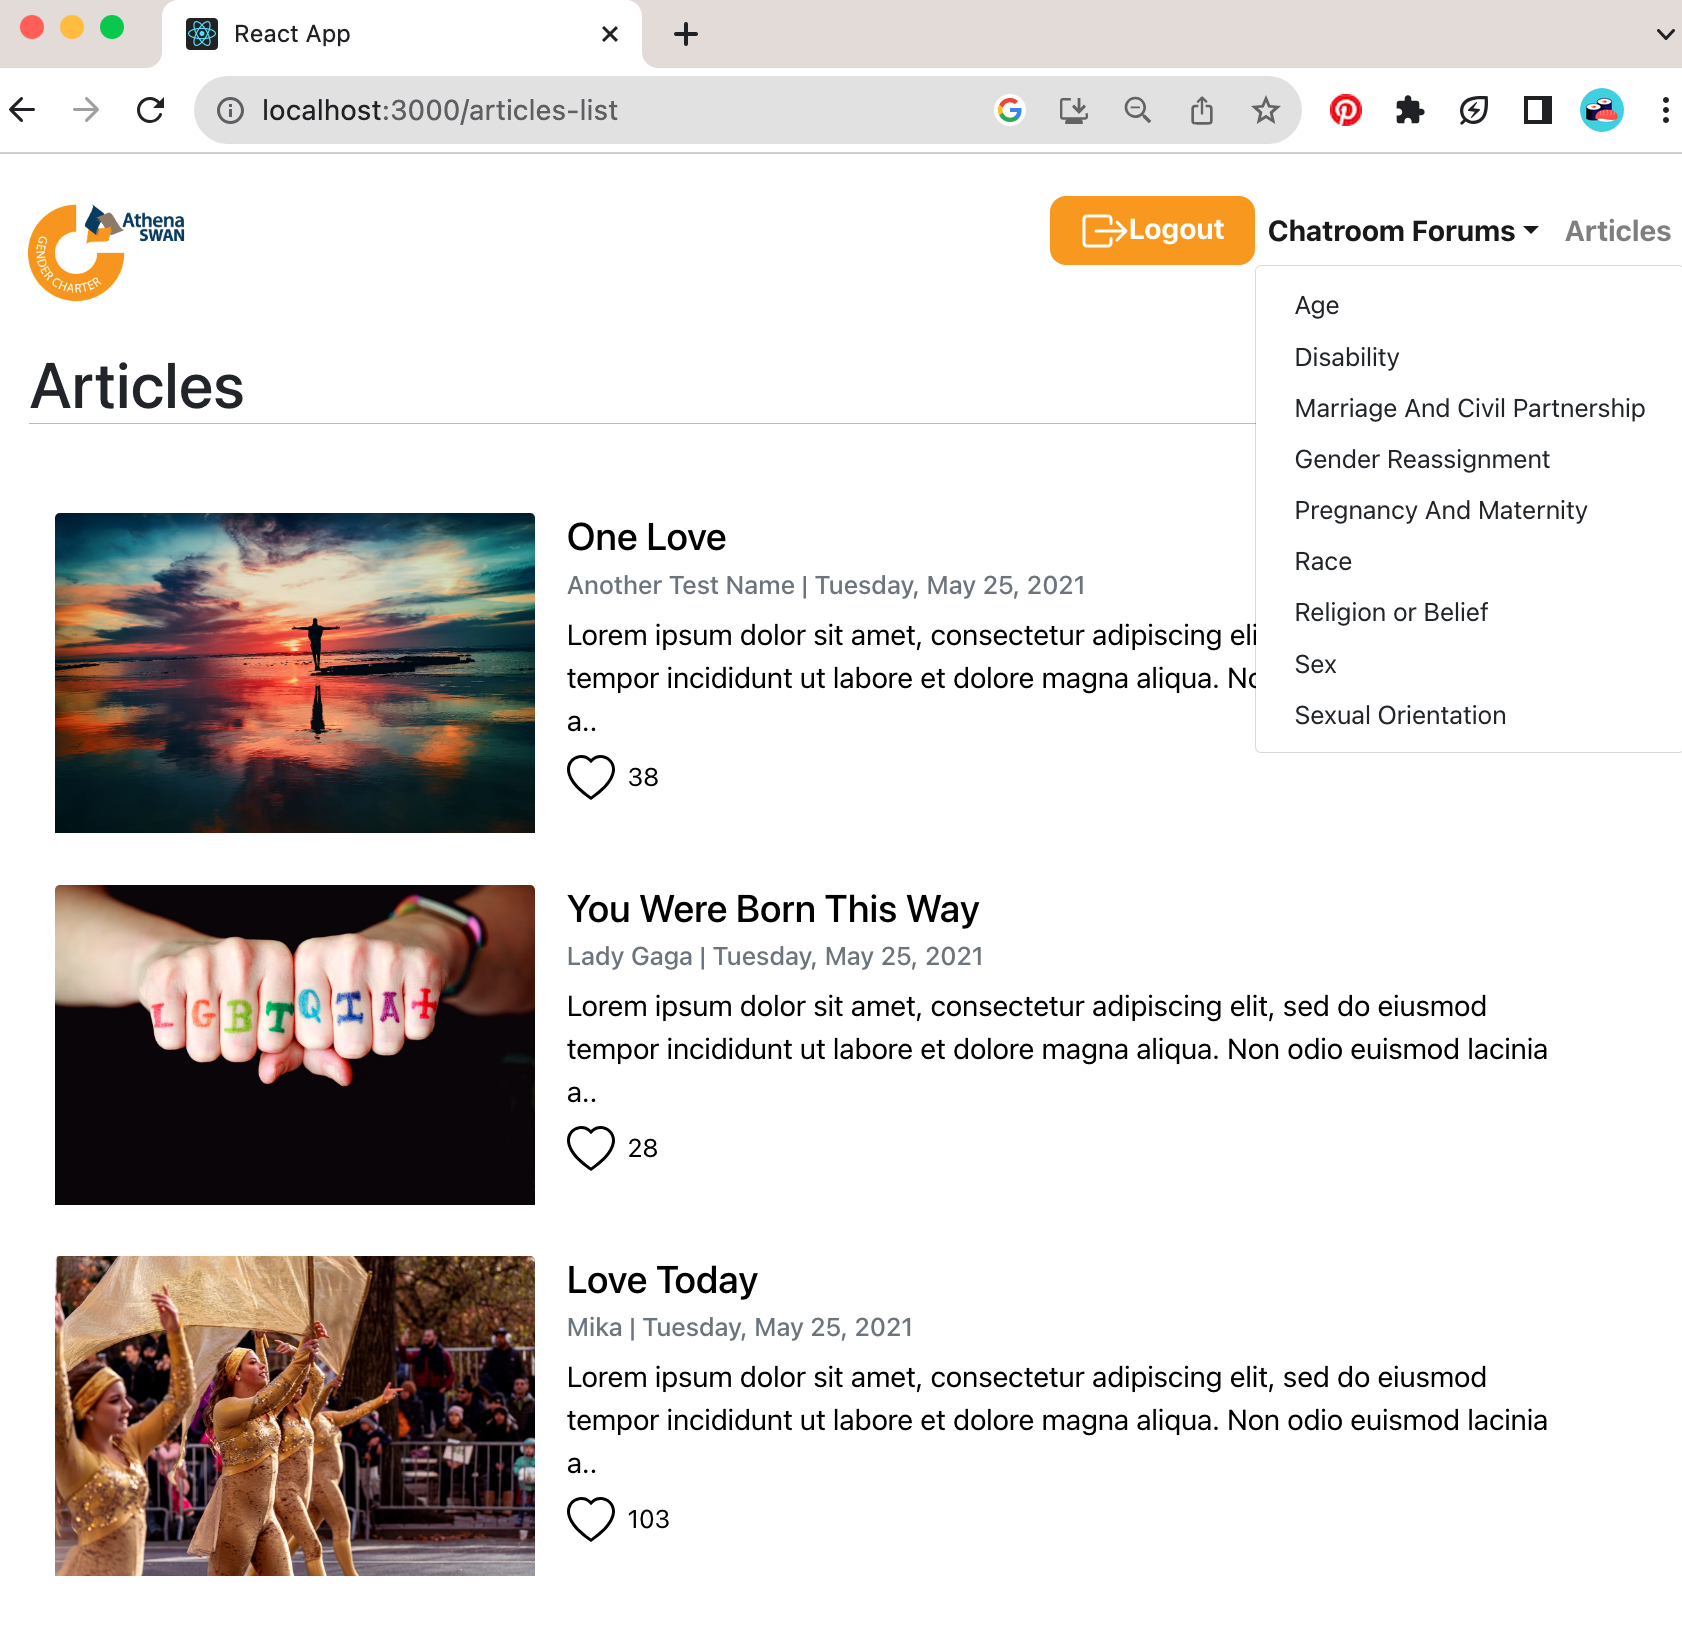 React App
localhost:3000/articles-list
Athena
SWAN
GENDER CHARTER
Logout
Chatroom Forums
Articles
Age
Disability
Marriage And Civil Partnership
Gender Reassignment
Pregnancy And Maternity
Race
Religion or Belief
Sex
Sexual Orientation
Articles
One Love
Another Test Name | Tuesday, May 25, 2021
Lorem ipsum dolor sit amet, consectetur adipiscing eli
tempor incididunt ut labore et dolore magna aliqua. No
a..
38
LGBTQIA+
You Were Born This Way
Lady Gaga | Tuesday, May 25, 2021
Lorem ipsum dolor sit amet, consectetur adipiscing elit, sed do eiusmod
tempor incididunt ut labore et dolore magna aliqua. Non odio euismod lacinia
a..
28
Love Today
Mika | Tuesday, May 25, 2021
Lorem ipsum dolor sit amet, consectetur adipiscing elit, sed do eiusmod
tempor incididunt ut labore et dolore magna aliqua. Non odio euismod lacinia
a..
103